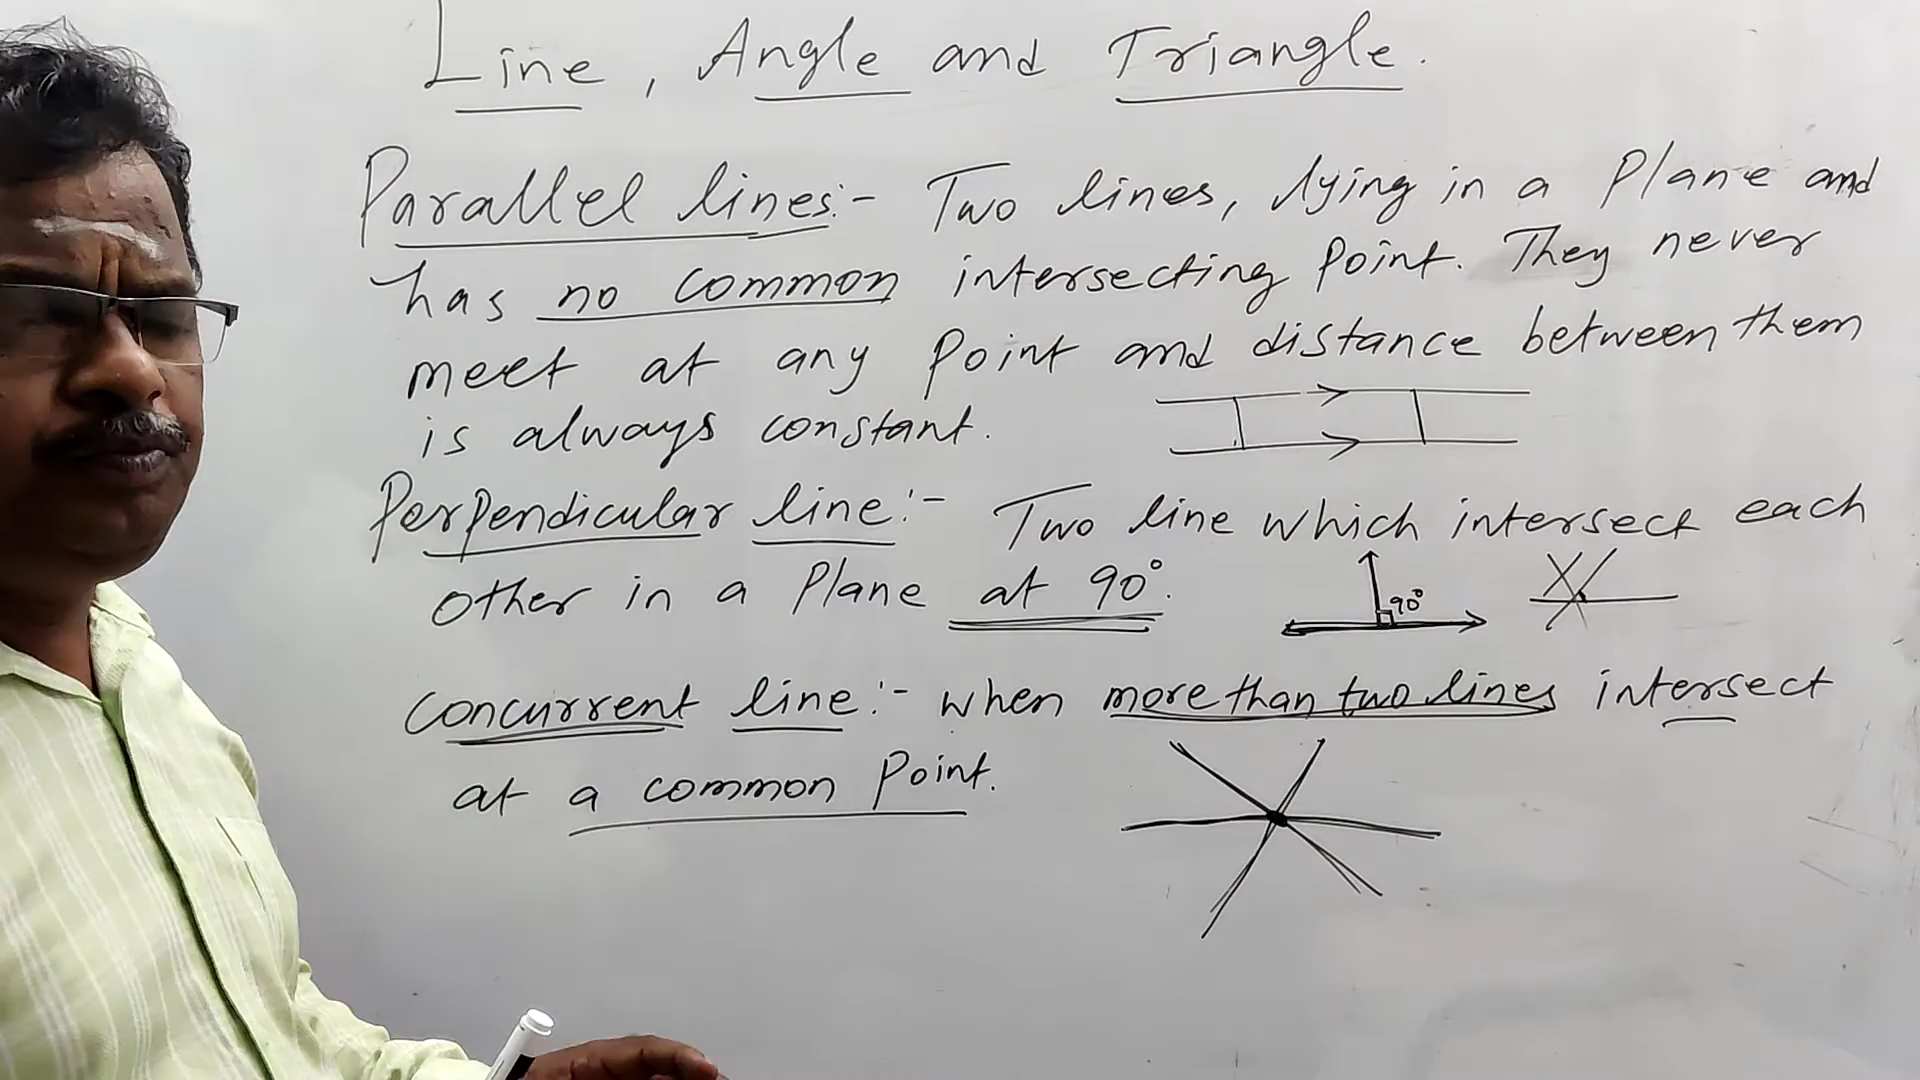 Line, Angle and Triangle.
Parallel lines:- Two lines, lying in a Plane and
has no common intersecting Point. They never
meet at any Point and distance between them
is always constant.
Perpendicular line:- Two line which intersect each
other in a Plane at 90°.
90°
concurrent line:- when more than two lines intersect
at a common Point.